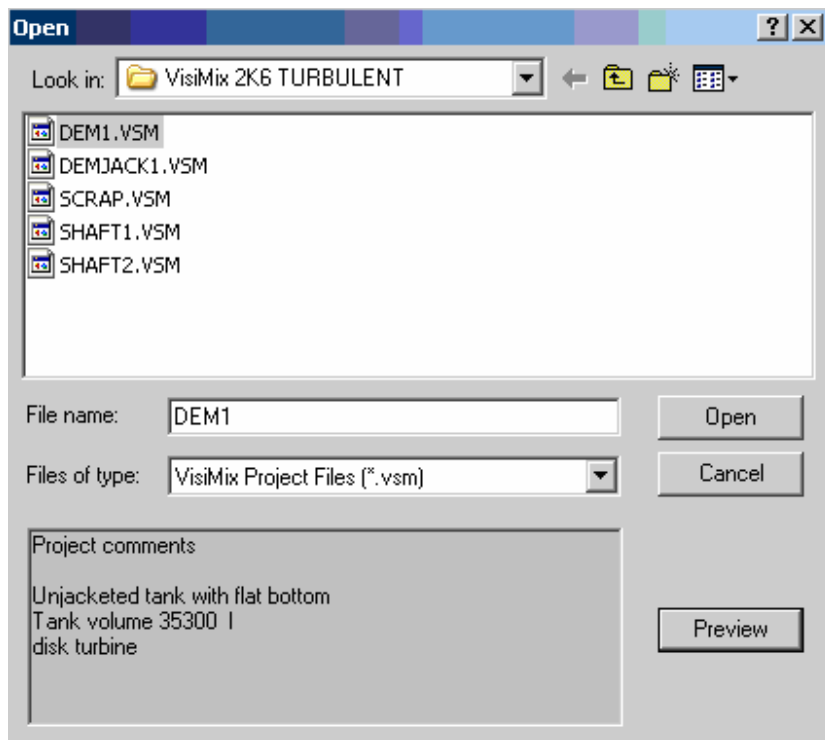 Open
Look in: VisiMix 2K6 TURBULENT
DEM1.VSM
DEMJACK1.VSM
SCRAP.VSM
SHAFT1.VSM
SHAFT2.VSM
File name: DEM1 Open
Files of type: VisiMix Project Files (*.vsm) Cancel
Project comments
Unjacketed tank with flat bottom
Tank volume 35300 l
disk turbine
Preview